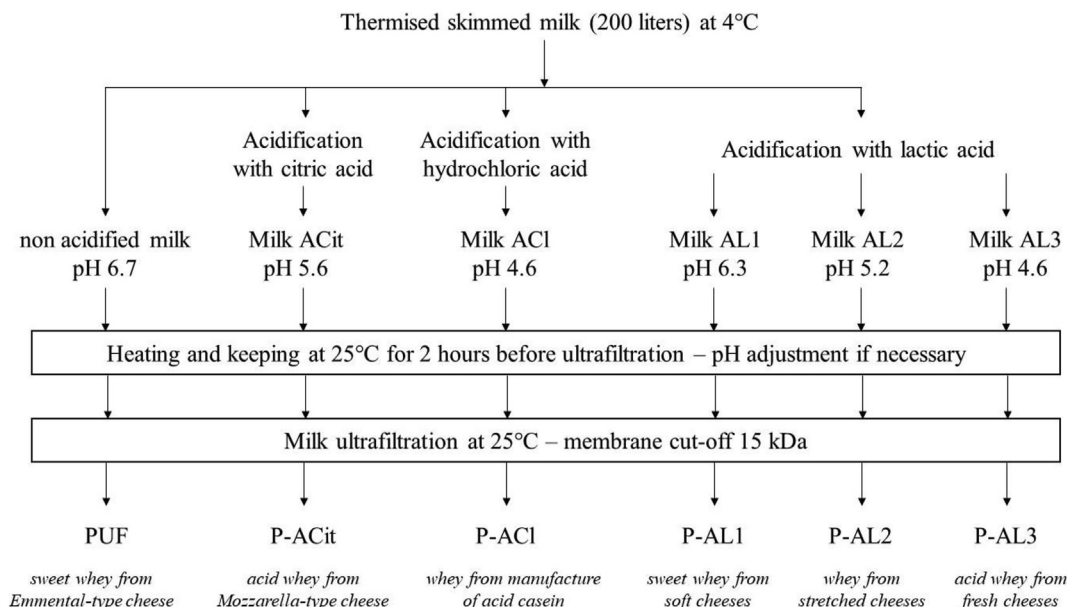 Thermised skimmed milk (200 liters) at 4°C
Acidification
with citric acid
Acidification with
hydrochloric acid
Acidification with lactic acid
non acidified milk
pH 6.7
Milk ACit
pH 5.6
Milk ACl
pH 4.6
Milk AL1
pH 6.3
Milk AL2
pH 5.2
Milk AL3
pH 4.6
Heating and keeping at 25°C for 2 hours before ultrafiltration – pH adjustment if necessary
Milk ultrafiltration at 25°C – membrane cut-off 15 kDa
PUF
sweet whey from
Emmental-type cheese
P-ACit
acid whey from
Mozzarella-type cheese
P-ACl
whey from manufacture
of acid casein
P-AL1
sweet whey from
soft cheeses
P-AL2
whey from
stretched cheeses
P-AL3
acid whey from
fresh cheeses